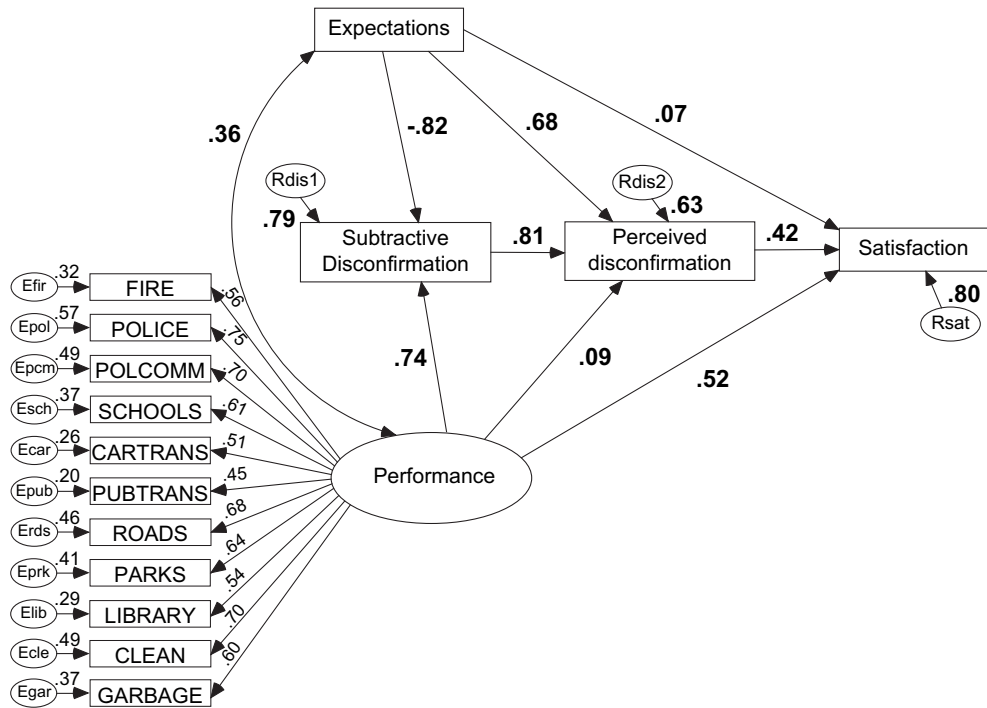 Expectations
.36
-.82
.68
.07
Rdis1
.79
Rdis2
.63
Subtractive
Disconfirmation
.81
Perceived
disconfirmation
.42
Satisfaction
.80
Rsat
.74
.09
.52
Performance
Efir
.32
FIRE
.56
Epol
.57
POLICE
.75
Epcm
.49
POLCOMM
.70
Esch
.37
SCHOOLS
.61
Ecar
.26
CARTRANS
.51
Epub
.20
PUBTRANS
.45
Erds
.46
ROADS
.68
Eprk
.41
PARKS
.64
Elib
.29
LIBRARY
.54
Ecle
.49
CLEAN
.70
Egar
.37
GARBAGE
.60